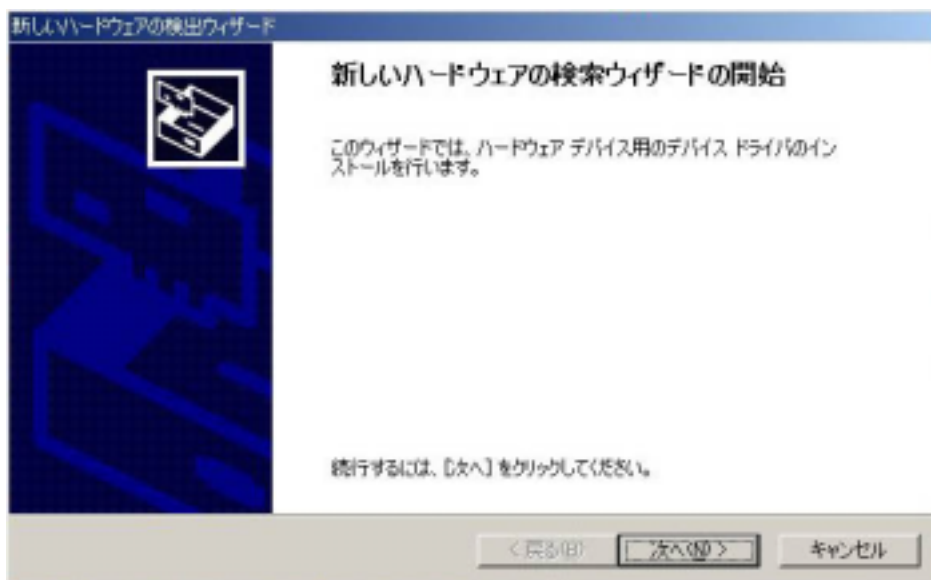 新しいハードウェアの検出ウィザード
新しいハードウェアの検索ウィザードの開始
このウィザードでは、ハードウェア デバイス用のデバイス ドライバのイン
ストールを行います。
続行するには、[次へ] をクリックしてください。
< 戻る(B)
次へ(N) >
キャンセル